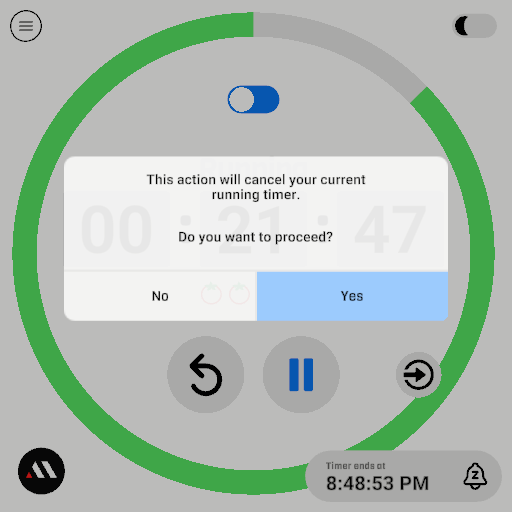 Running
This action will cancel your current
running timer.
00 : 21 : 47
Do you want to proceed?
No
Yes
Timer ends at
8:48:53 PM
Z